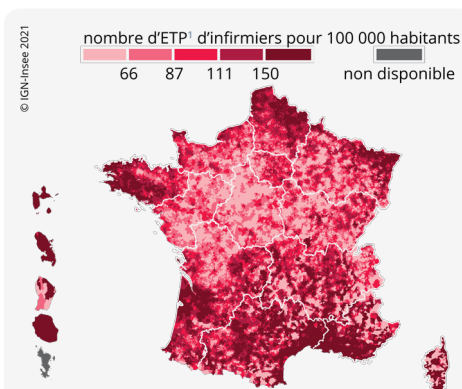 nombre d’ETP¹ d’infirmiers pour 100 000 habitants
66 87 111 150 non disponible
© IGN-Insee 2021